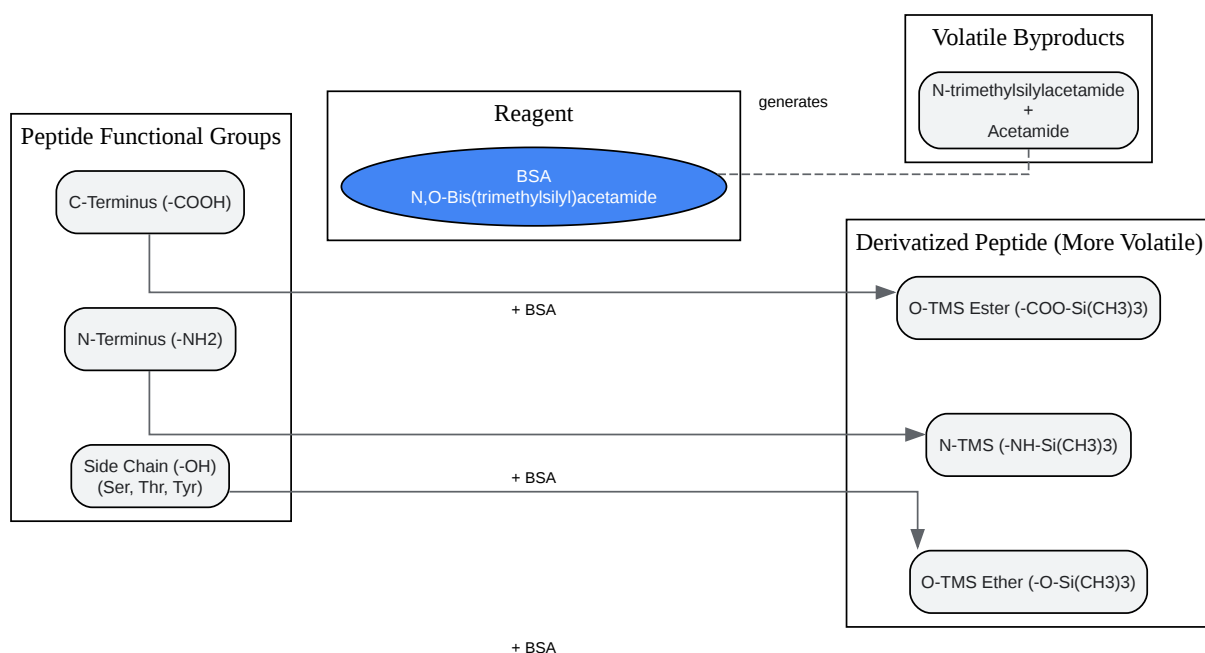 Peptide Functional Groups
C-Terminus (-COOH)
N-Terminus (-NH2)
Side Chain (-OH)
(Ser, Thr, Tyr)
Reagent
BSA
N,O-Bis(trimethylsilyl)acetamide
generates
Volatile Byproducts
N-trimethylsilylacetamide
+
Acetamide
Derivatized Peptide (More Volatile)
O-TMS Ester (-COO-Si(CH3)3)
N-TMS (-NH-Si(CH3)3)
O-TMS Ether (-O-Si(CH3)3)
+ BSA
+ BSA
+ BSA